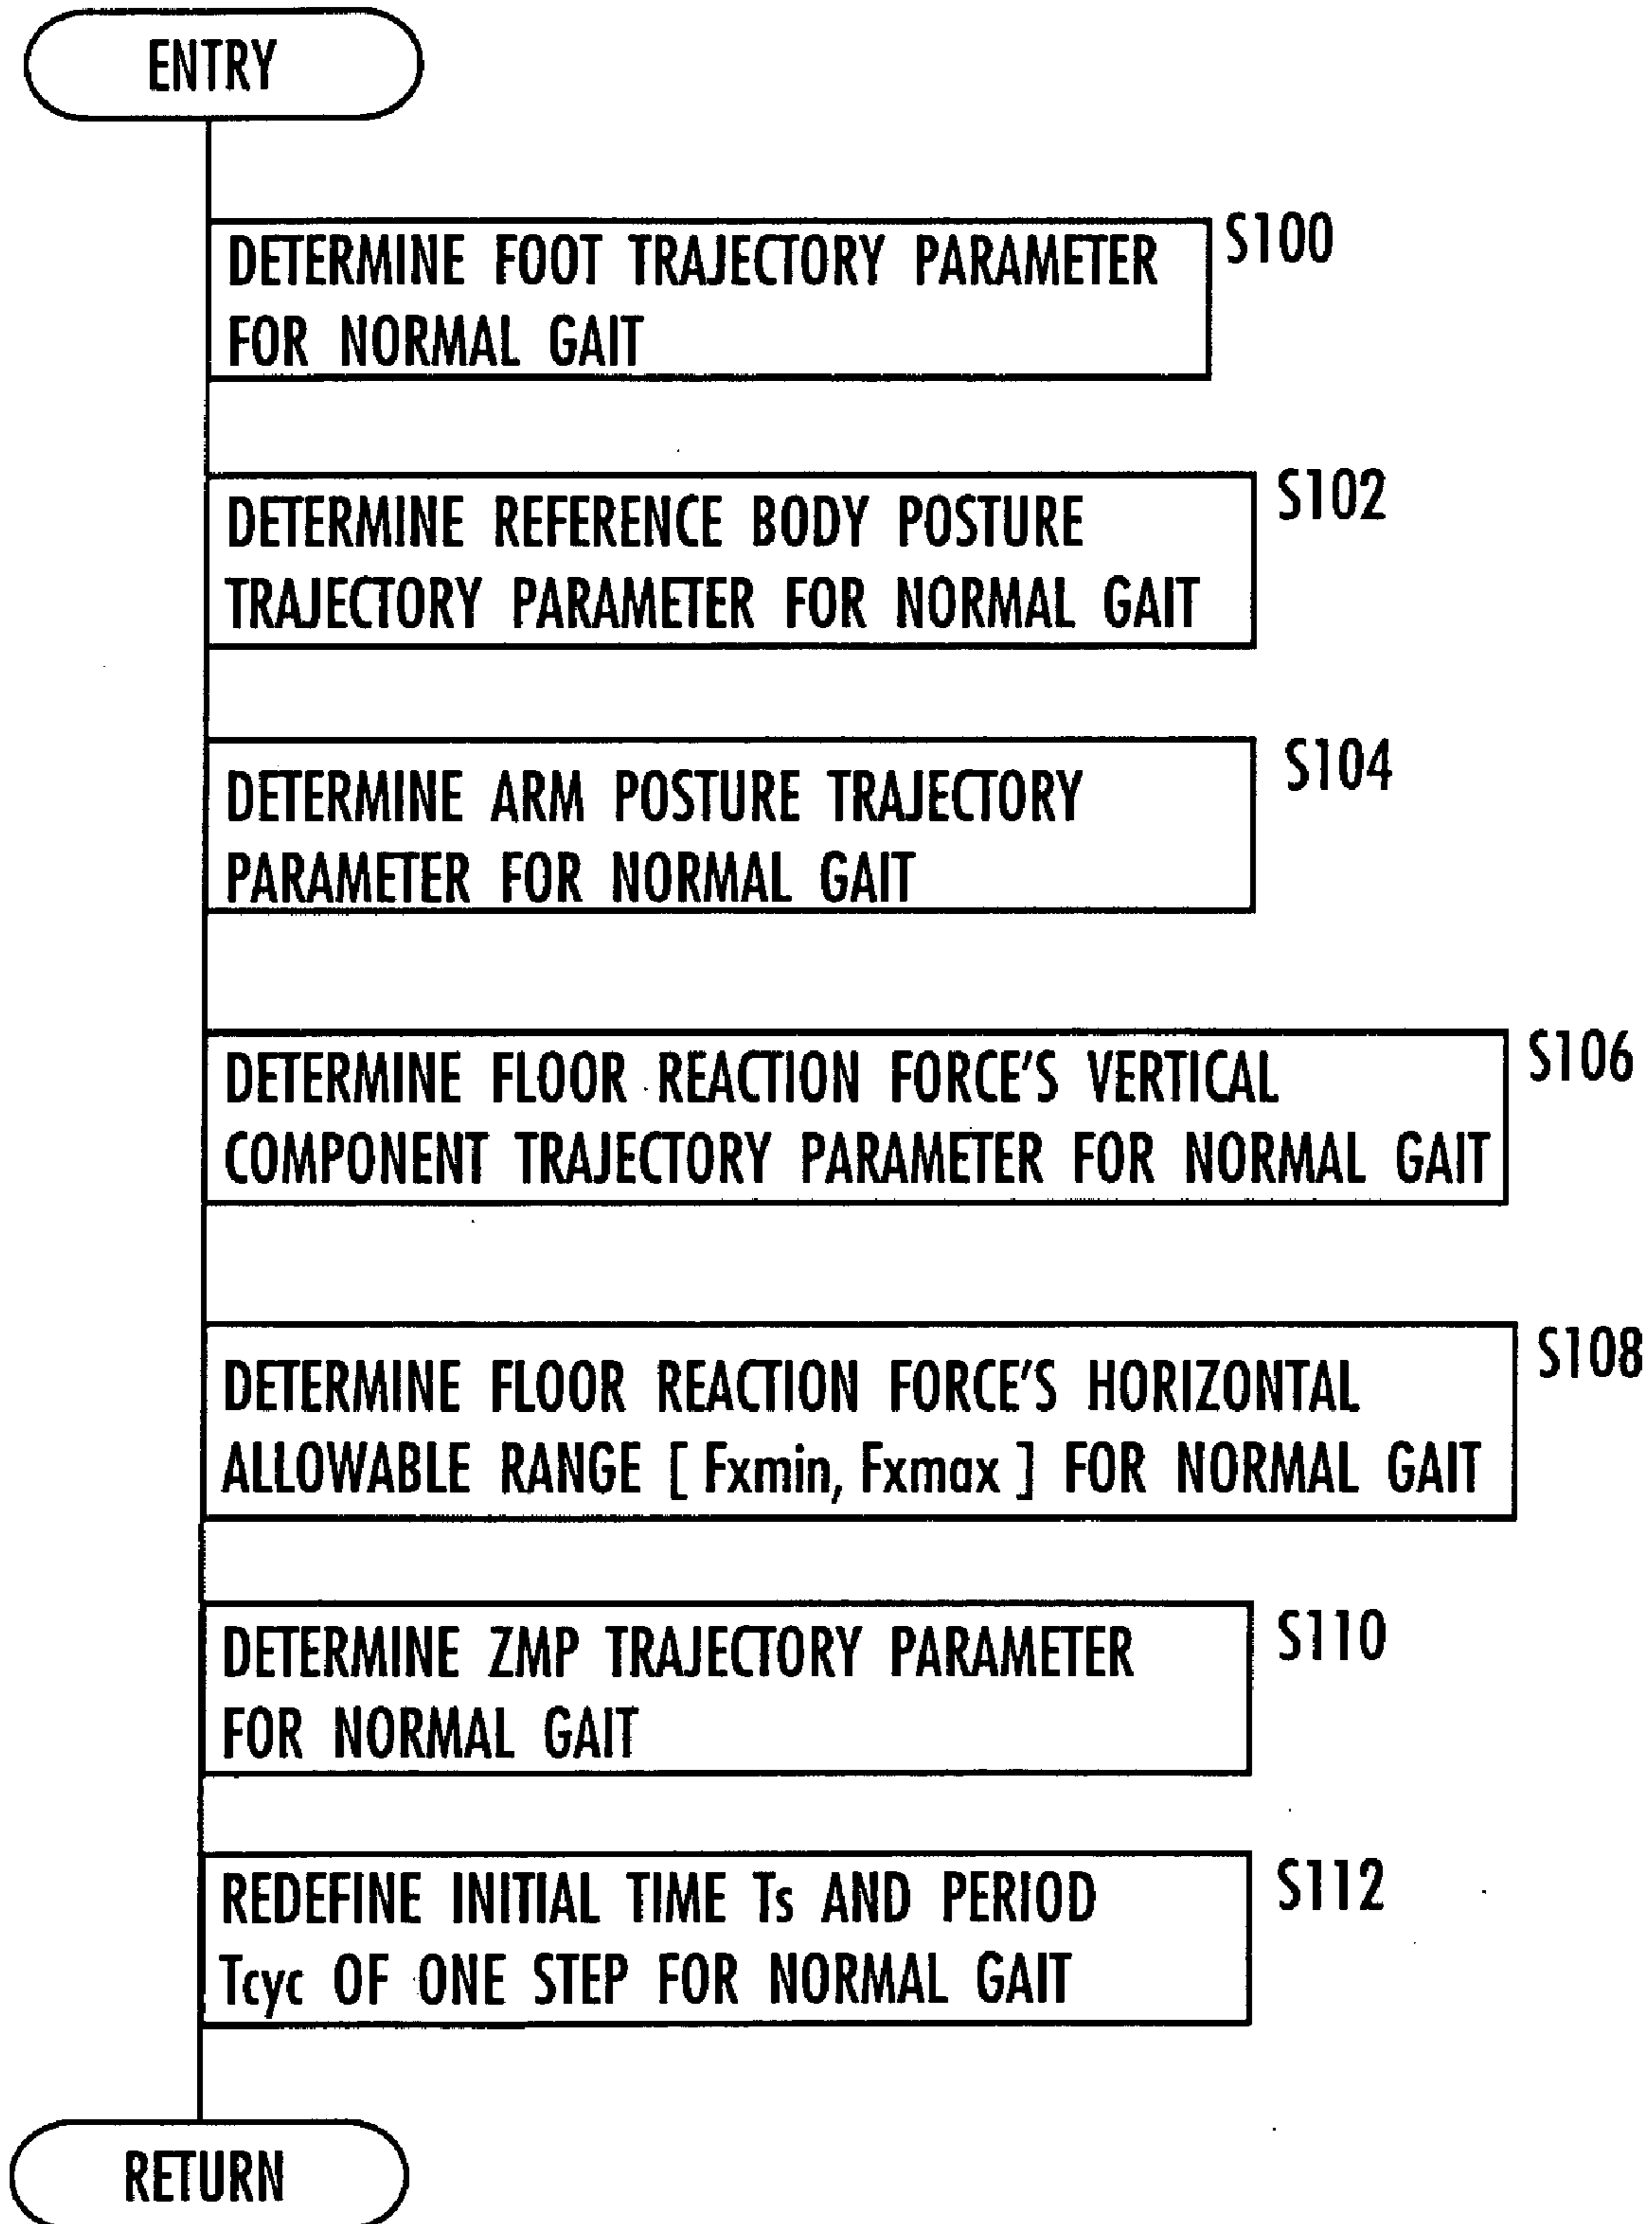 ENTRY
S100
DETERMINE FOOT TRAJECTORY PARAMETER
FOR NORMAL GAIT
S102
DETERMINE REFERENCE BODY POSTURE
TRAJECTORY PARAMETER FOR NORMAL GAIT
S104
DETERMINE ARM POSTURE TRAJECTORY
PARAMETER FOR NORMAL GAIT
S106
DETERMINE FLOOR REACTION FORCE'S VERTICAL
COMPONENT TRAJECTORY PARAMETER FOR NORMAL GAIT
S108
DETERMINE FLOOR REACTION FORCE'S HORIZONTAL
ALLOWABLE RANGE [ Fxmin, Fxmax ] FOR NORMAL GAIT
S110
DETERMINE ZMP TRAJECTORY PARAMETER
FOR NORMAL GAIT
S112
REDEFINE INITIAL TIME Ts AND PERIOD
Tcyc OF ONE STEP FOR NORMAL GAIT
RETURN